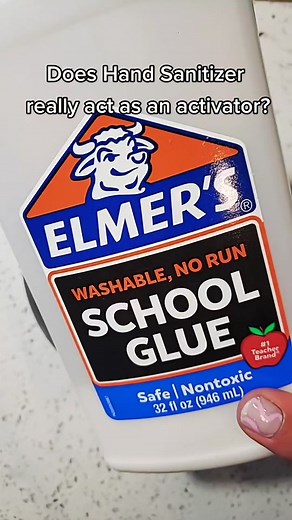 Does Hand Sanitizer
really act as an activator?
ELMER'S®
WASHABLE, NO RUN
SCHOOL
GLUE
#1
Teacher
Brand*
Safe | Nontoxic
32 fl oz (946 mL)